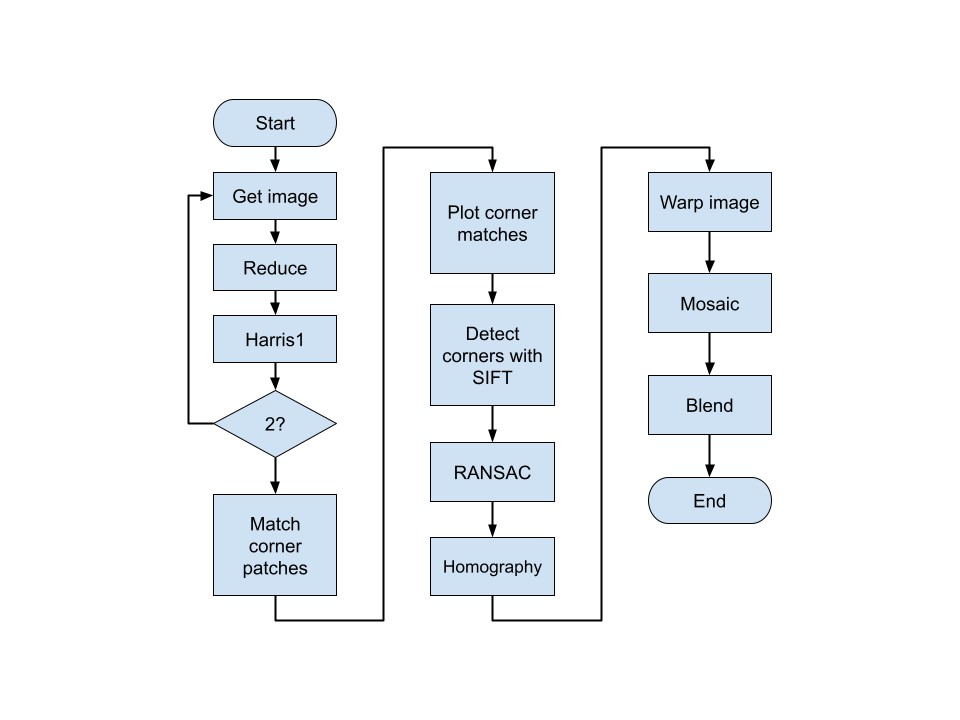 Start
Get image
Reduce
Harris1
2?
Match
corner
patches
Plot corner
matches
Detect
corners with
SIFT
RANSAC
Homography
Warp image
Mosaic
Blend
End